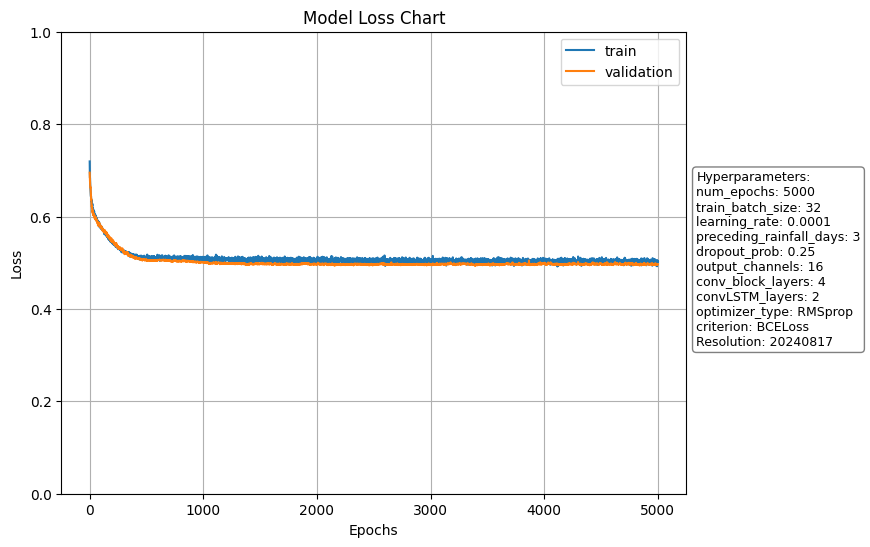 Model Loss Chart
1.0
0.8
0.6
0.4
0.2
0.0
Loss
0
1000
2000
3000
4000
5000
Epochs
train
validation
Hyperparameters:
num_epochs: 5000
train_batch_size: 32
learning_rate: 0.0001
preceding_rainfall_days: 3
dropout_prob: 0.25
output_channels: 16
conv_block_layers: 4
convLSTM_layers: 2
optimizer_type: RMSprop
criterion: BCELoss
Resolution: 20240817